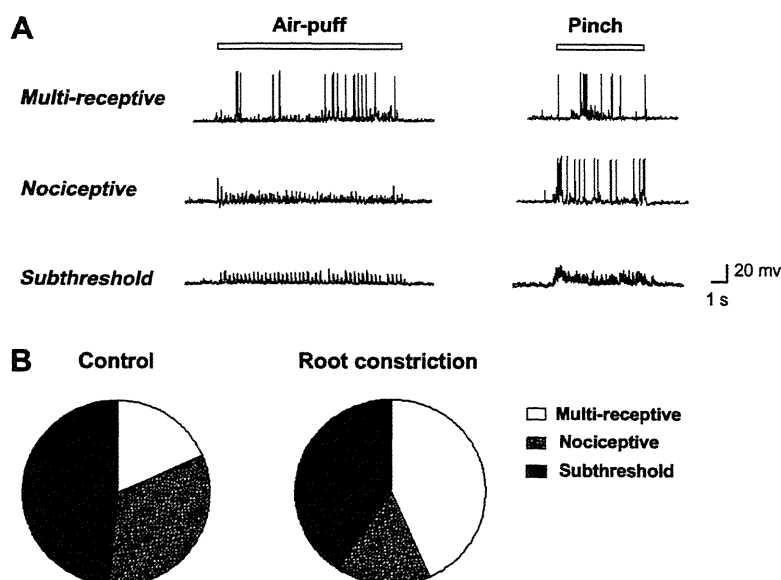 A
Air-puff
Pinch
Multi-receptive
Nociceptive
Subthreshold
20 mv
1 s
B
Control
Root constriction
Multi-receptive
Nociceptive
Subthreshold